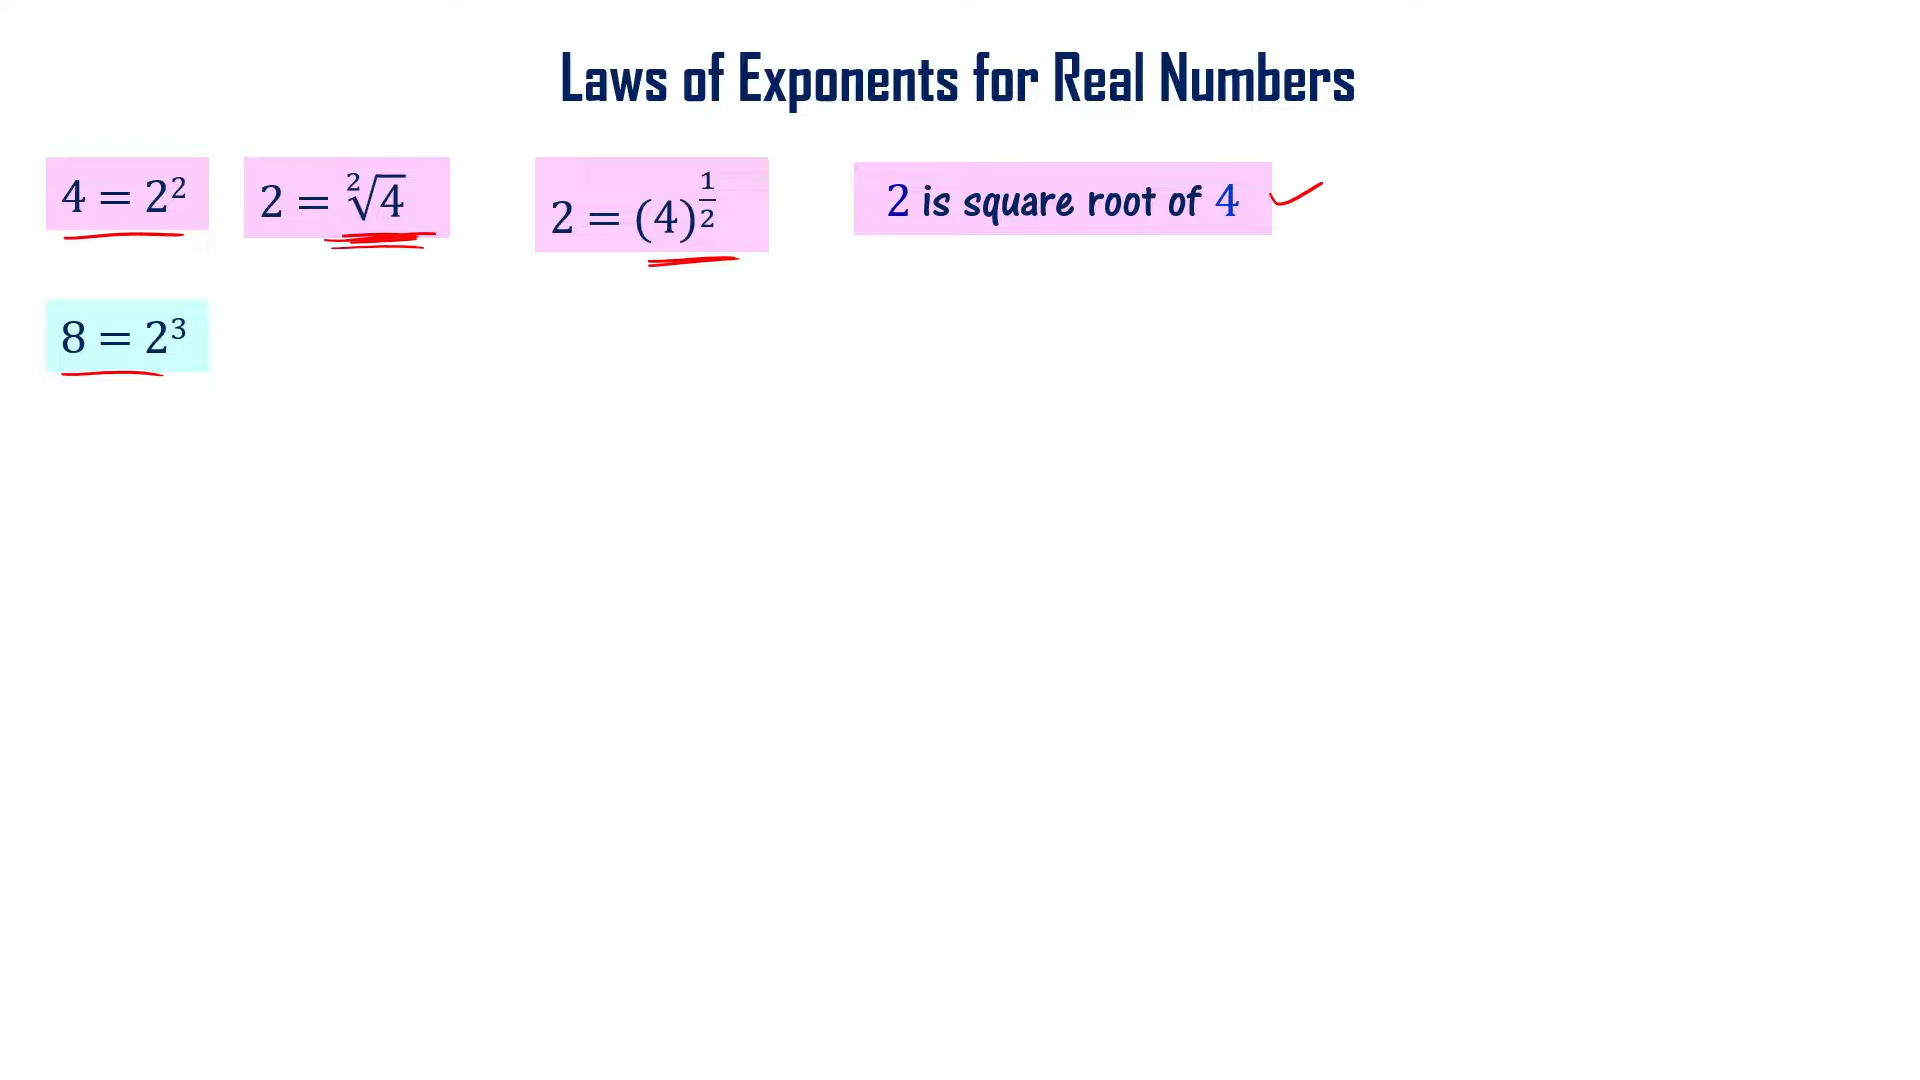 Laws of Exponents for Real Numbers
4 = 2² 2 = ²√4 2 = (4)^(1/2) 2 is square root of 4
8 = 2³